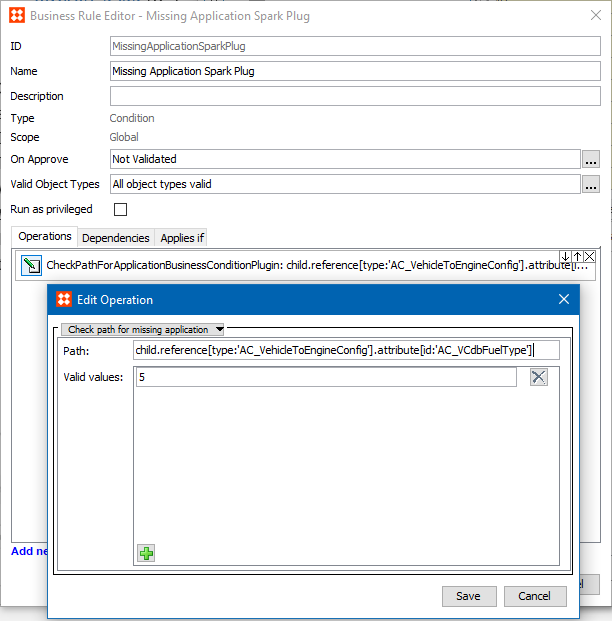 Business Rule Editor - Missing Application Spark Plug
ID MissingApplicationSparkPlug
Name Missing Application Spark Plug
Description
Type Condition
Scope Global
On Approve Not Validated ...
Valid Object Types All object types valid ...
Run as privileged
Operations Dependencies Applies if
CheckPathForApplicationBusinessConditionPlugin: child.reference[type:'AC_VehicleToEngineConfig'].attribute[i...
Edit Operation
Check path for missing application
Path: child.reference[type:'AC_VehicleToEngineConfig'].attribute[id:'AC_VCdbFuelType']
Valid values: 5
Add ne
Save Cancel